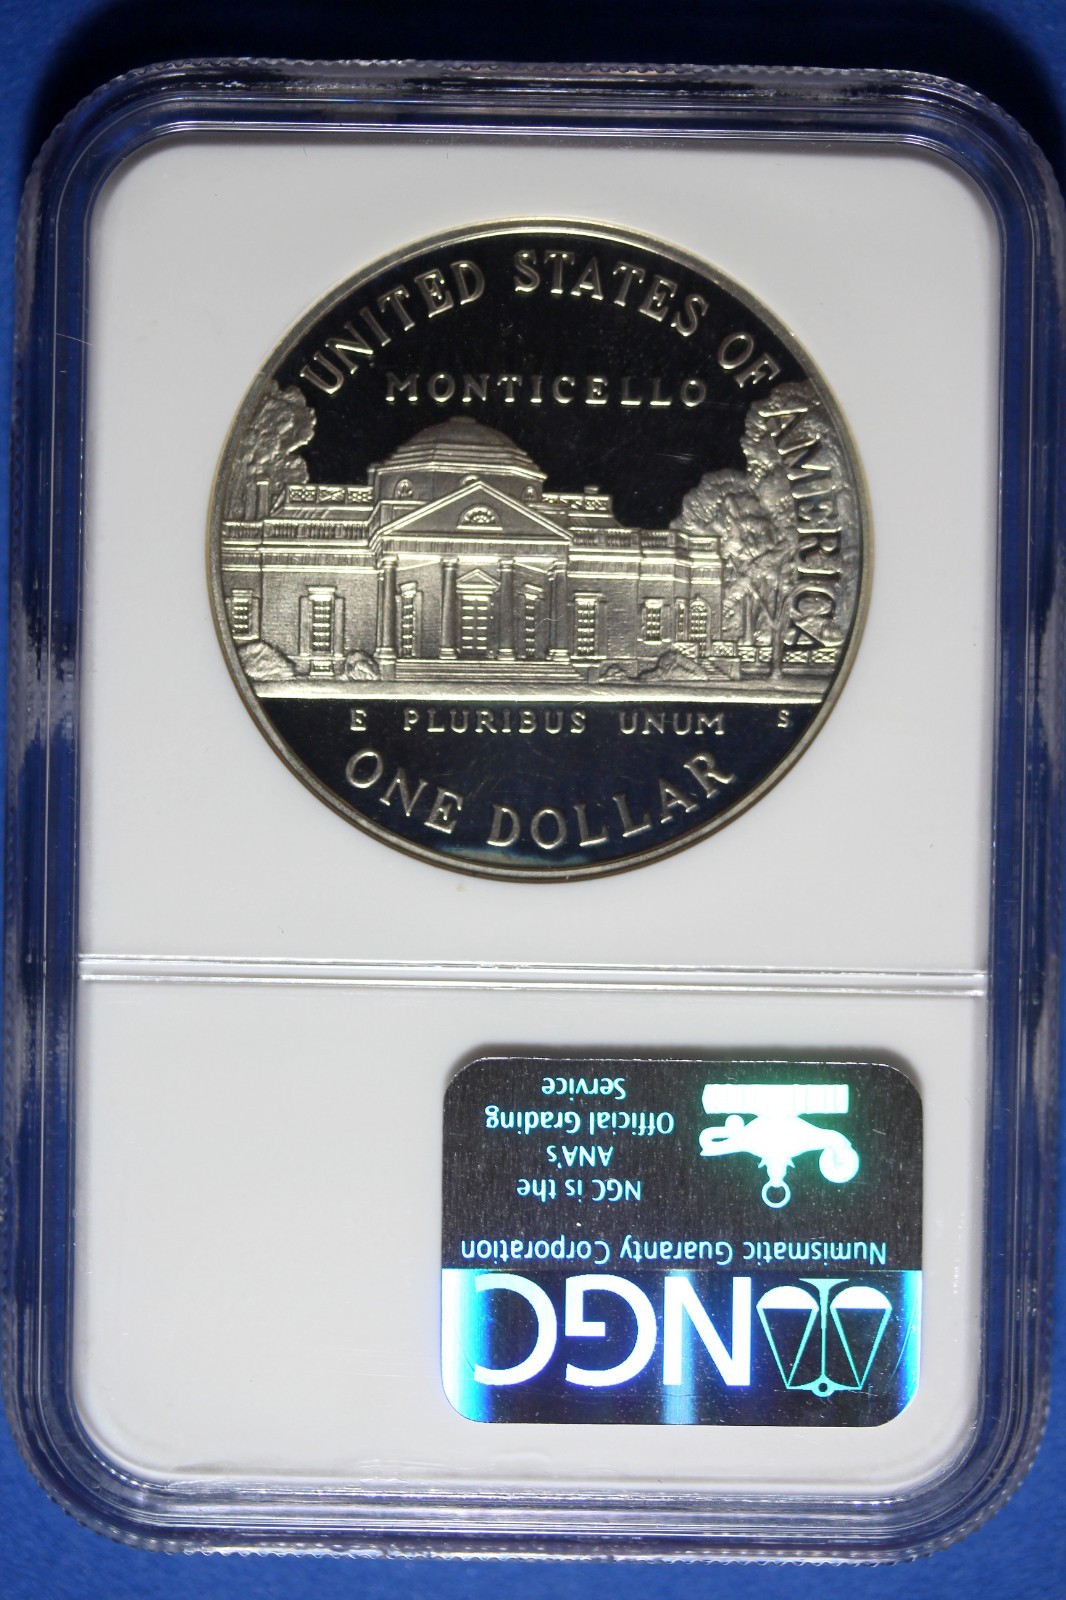 UNITED STATES OF AMERICA
MONTICELLO
E PLURIBUS UNUM S
ONE DOLLAR
NGC
Numismatic Guaranty Corporation
NGC is the
ANA's
Official Grading
Service